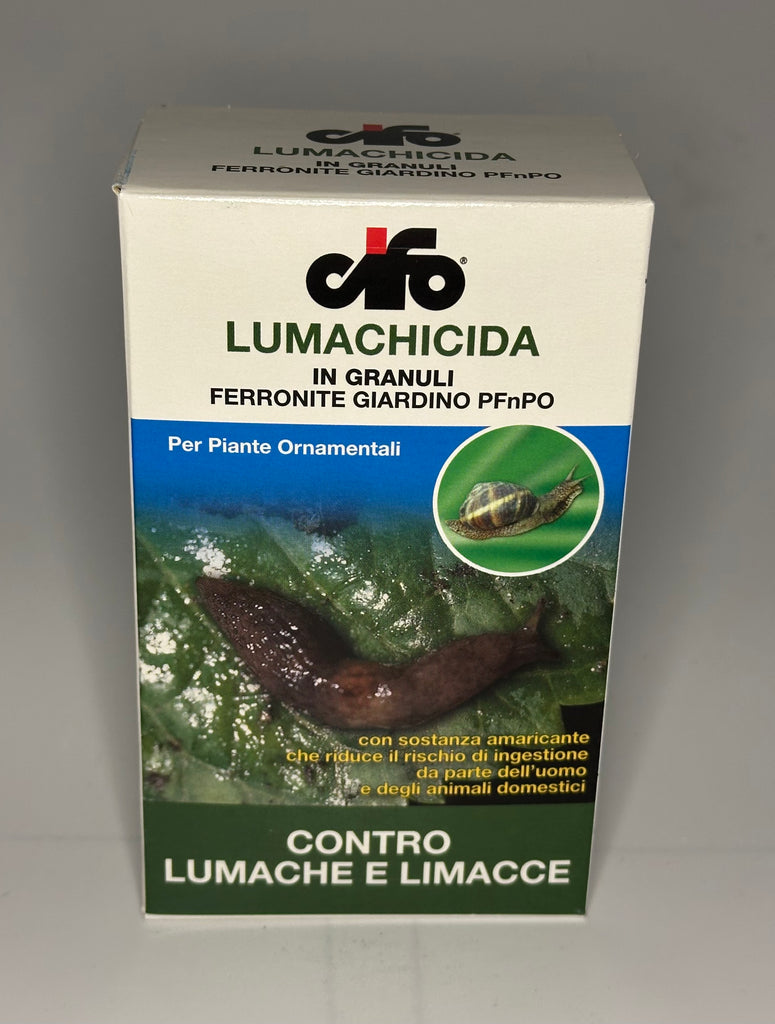 cifo
LUMACHICIDA
IN GRANULI
FERRONITE GIARDINO PFnPO
cifo®
LUMACHICIDA
IN GRANULI
FERRONITE GIARDINO PFnPO
Per Piante Ornamentali
con sostanza amaricante
che riduce il rischio di ingestione
da parte dell'uomo
e degli animali domestici
CONTRO
LUMACHE E LIMACCE